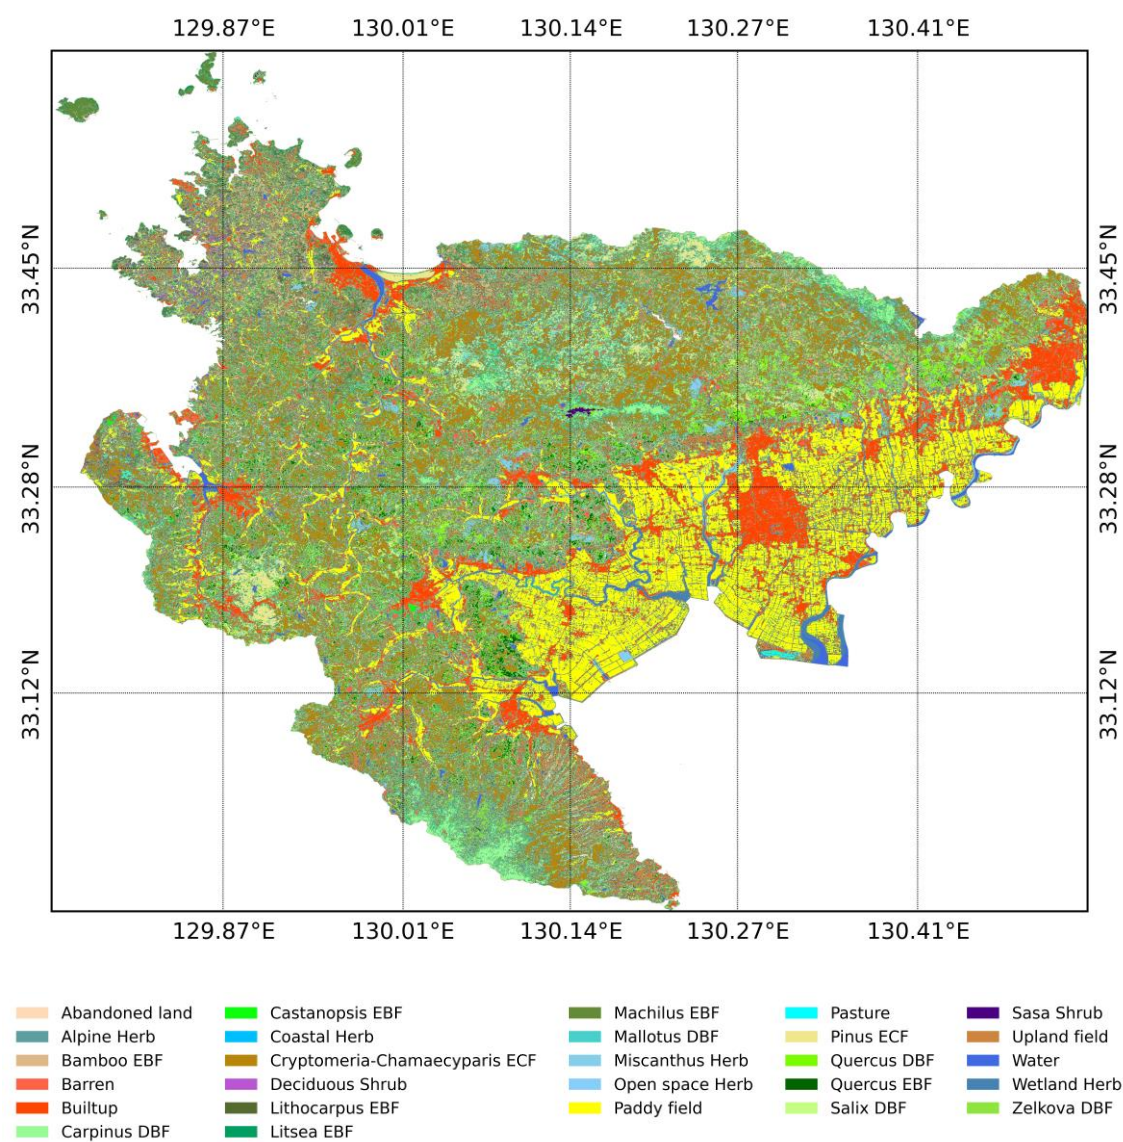 129.87°E 130.01°E 130.14°E 130.27°E 130.41°E
33.45°N 33.45°N
33.28°N 33.28°N
33.12°N 33.12°N
129.87°E 130.01°E 130.14°E 130.27°E 130.41°E
Abandoned land Castanopsis EBF Machilus EBF Pasture Sasa Shrub
Alpine Herb Coastal Herb Mallotus DBF Pinus ECF Upland field
Bamboo EBF Cryptomeria-Chamaecyparis ECF Miscanthus Herb Quercus DBF Water
Barren Deciduous Shrub Open space Herb Quercus EBF Wetland Herb
Builtup Lithocarpus EBF Paddy field Salix DBF Zelkova DBF
Carpinus DBF Litsea EBF